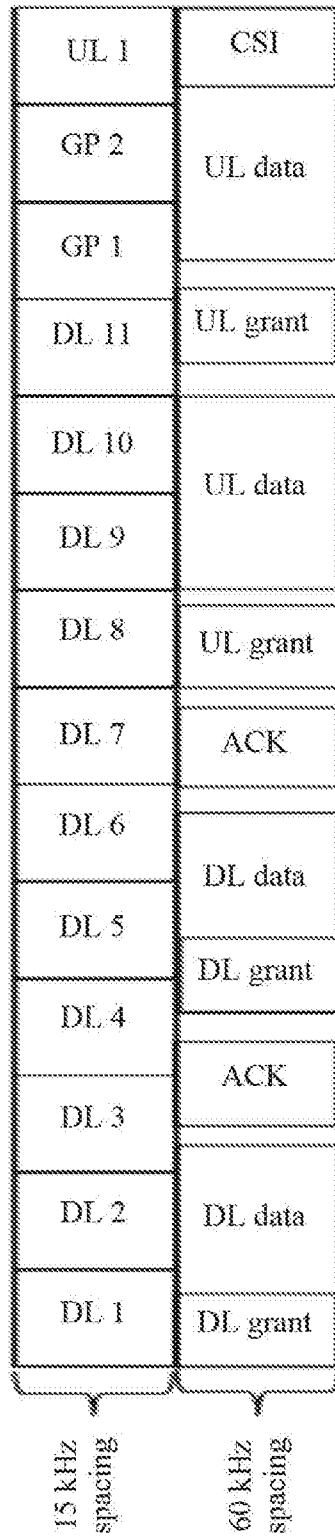 UL 1
GP 2
GP 1
DL 11
DL 10
DL 9
DL 8
DL 7
DL 6
DL 5
DL 4
DL 3
DL 2
DL 1
CSI
UL data
UL grant
UL data
UL grant
ACK
DL data
DL grant
ACK
DL data
DL grant
15 kHz
spacing
60 kHz
spacing